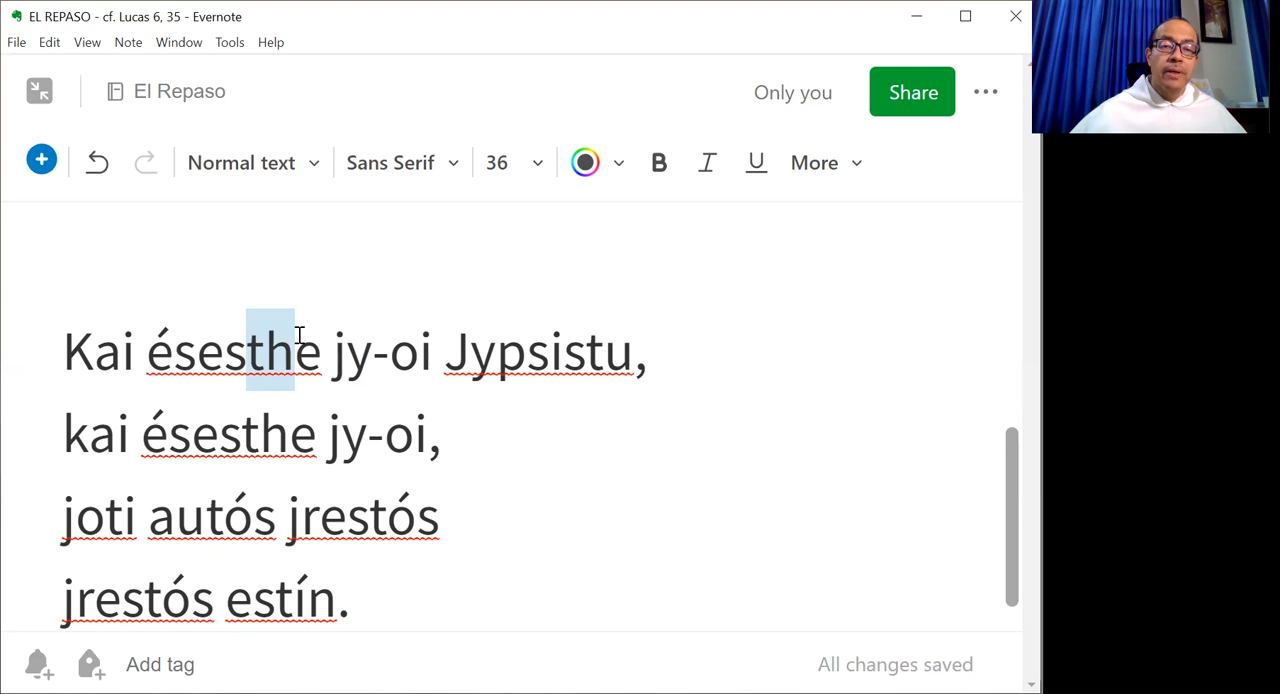 EL REPASO - cf. Lucas 6, 35 - Evernote
File Edit View Note Window Tools Help
El Repaso
Only you
Share
Normal text
Sans Serif
36
B I U More
Kai ésesthe jy-oi Jypsistu,
kai ésesthe jy-oi,
joti autós jrestós
jrestós estín.
Add tag
All changes saved